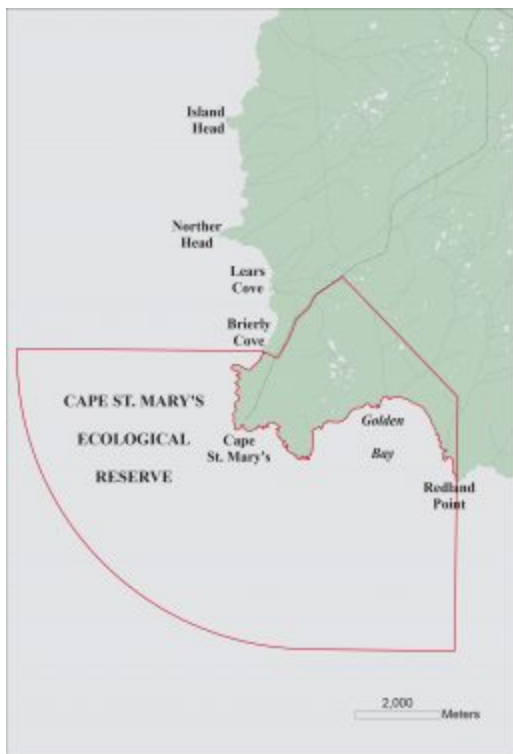 Island
Head
Norther
Head
Lears
Cove
Brierly
Cove
CAPE ST. MARY'S
ECOLOGICAL
RESERVE
Cape
St. Mary's
Golden
Bay
Redland
Point
2,000
Meters